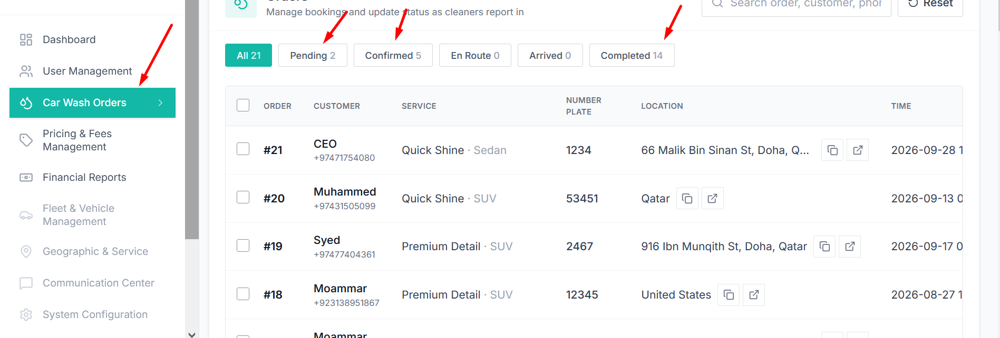 Orders
Manage bookings and update status as cleaners report in
Search order, customer, phor
Reset
Dashboard
User Management
Car Wash Orders
Pricing & Fees
Management
Financial Reports
Fleet & Vehicle
Management
Geographic & Service
Communication Center
System Configuration
All 21
Pending 2
Confirmed 5
En Route 0
Arrived 0
Completed 14
ORDER CUSTOMER SERVICE NUMBER PLATE LOCATION TIME
#21 CEO +97471754080 Quick Shine · Sedan 1234 66 Malik Bin Sinan St, Doha, Q... 2026-09-28 1
#20 Muhammed +97431505099 Quick Shine · SUV 53451 Qatar 2026-09-13 0
#19 Syed +97477404361 Premium Detail · SUV 2467 916 Ibn Munqith St, Doha, Qatar 2026-09-17 0
#18 Moammar +923138951867 Premium Detail · SUV 12345 United States 2026-08-27 1
Moammar